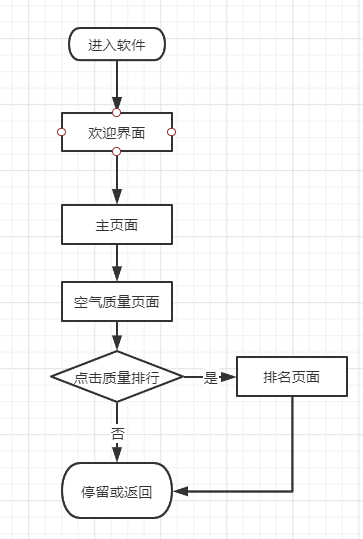 进入软件
欢迎界面
主页面
空气质量页面
点击质量排行
是
排名页面
否
停留或返回